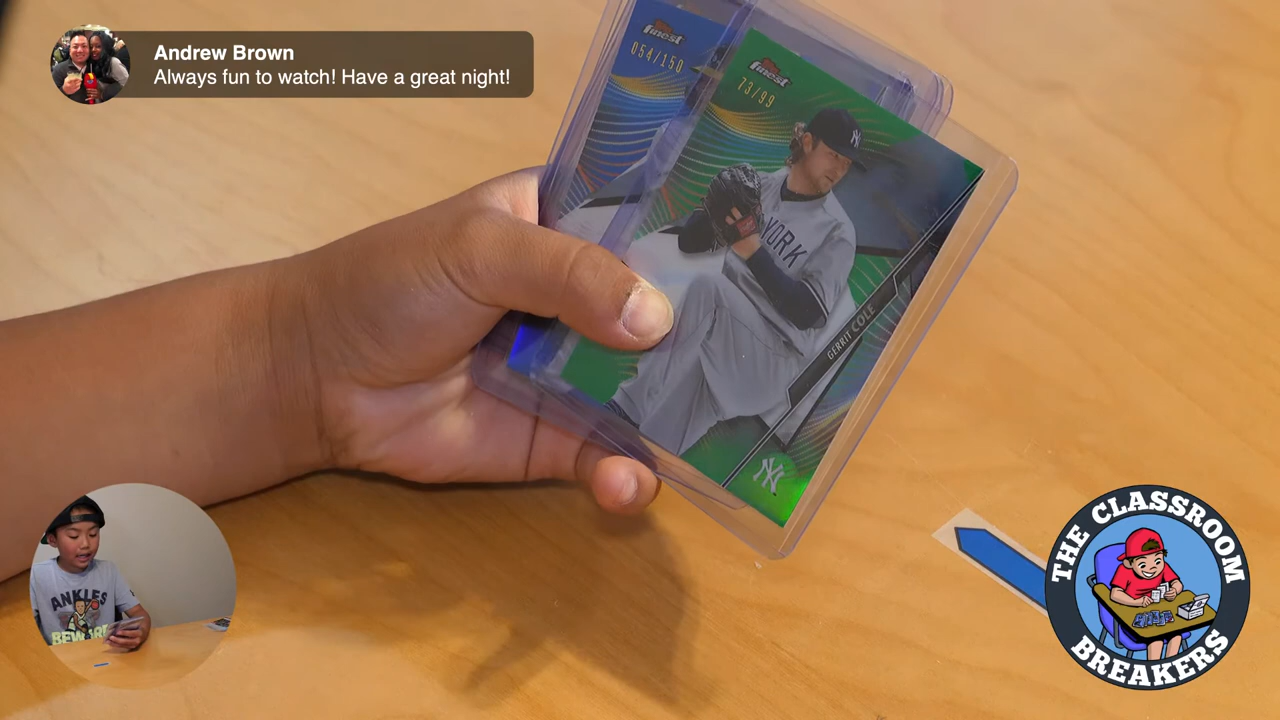 Andrew Brown
Always fun to watch! Have a great night!
finest
054/150
finest
73/99
NY
YORK
GERRIT COLE
NY
ANKLES
BEWARE
THE CLASSROOM
BREAKERS